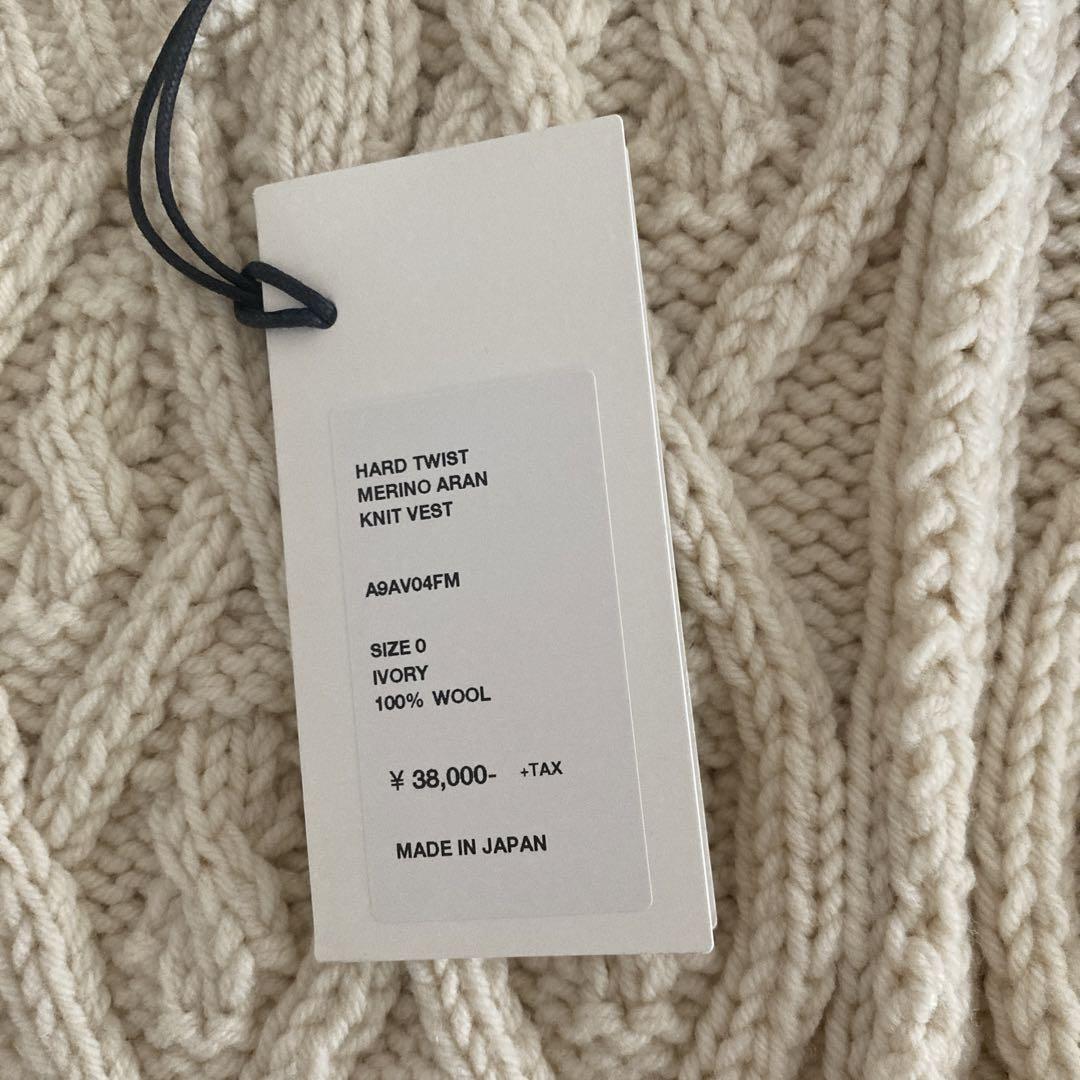 HARD TWIST
MERINO ARAN
KNIT VEST
A9AV04FM
SIZE 0
IVORY
100% WOOL
¥ 38,000- +TAX
MADE IN JAPAN